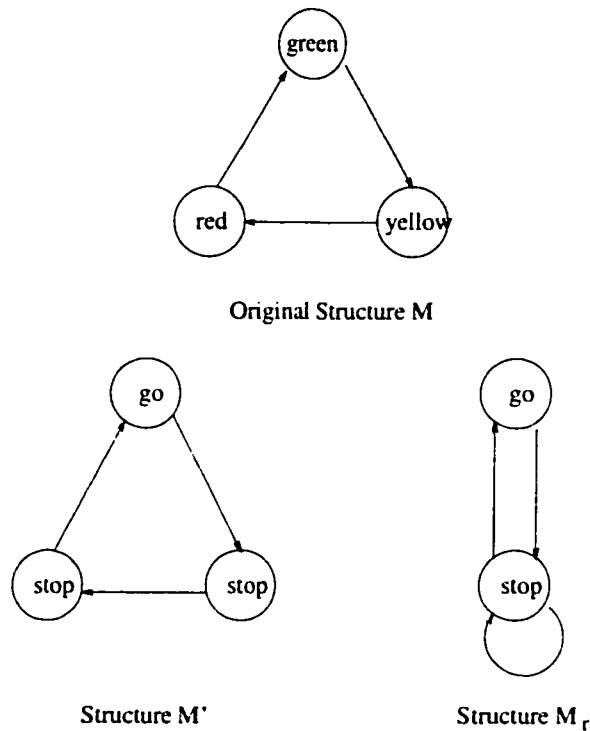 green
red
yellow
Original Structure M
go
go
stop
stop
stop
Structure M'
Structure M r